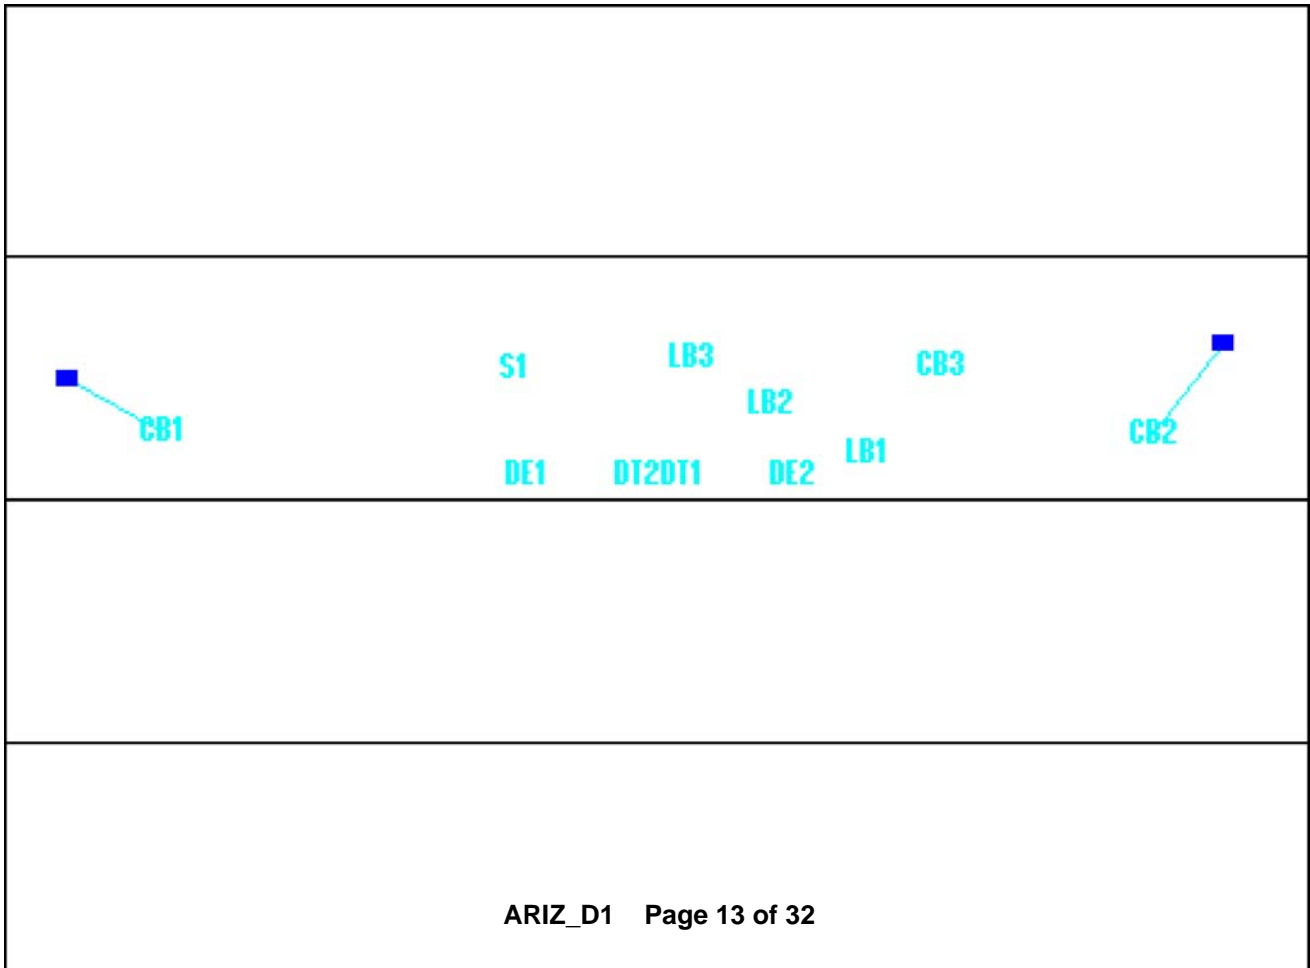 LB3
S1 CB3
LB2
CB1 CB2
LB1
DE1 DT2DT1 DE2
ARIZ_D1 Page 13 of 32